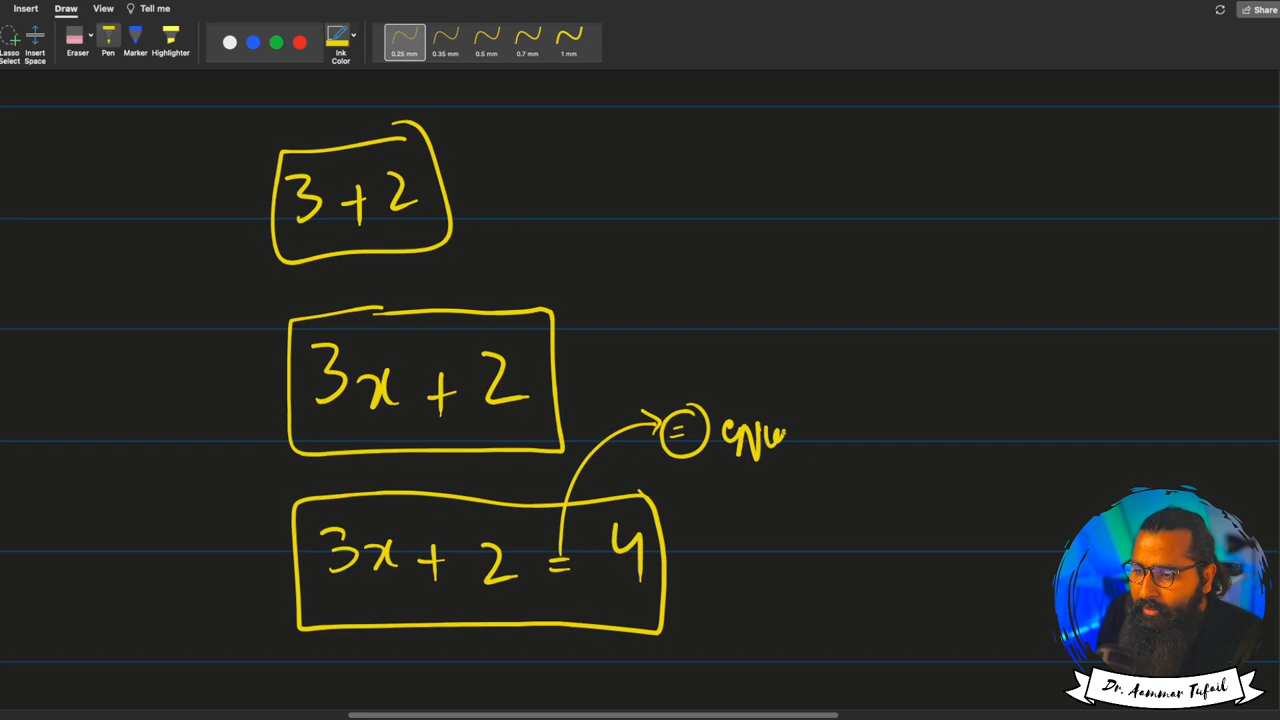 Insert Draw View Tell me
Share
Lasso Select
Insert Space
Eraser
Pen
Marker
Highlighter
Ink Color
0.25 mm
0.35 mm
0.5 mm
0.7 mm
1 mm
3 + 2
3x + 2
=
3x + 2 = 4
Dr. Aammar Tufail